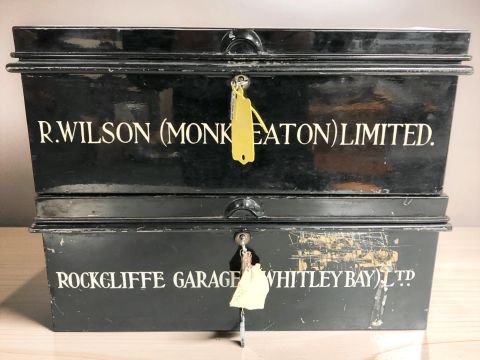 R.WILSON (MONK EATON) LIMITED.
ROCKCLIFFE GARAGE WHITLEY BAY), LTD